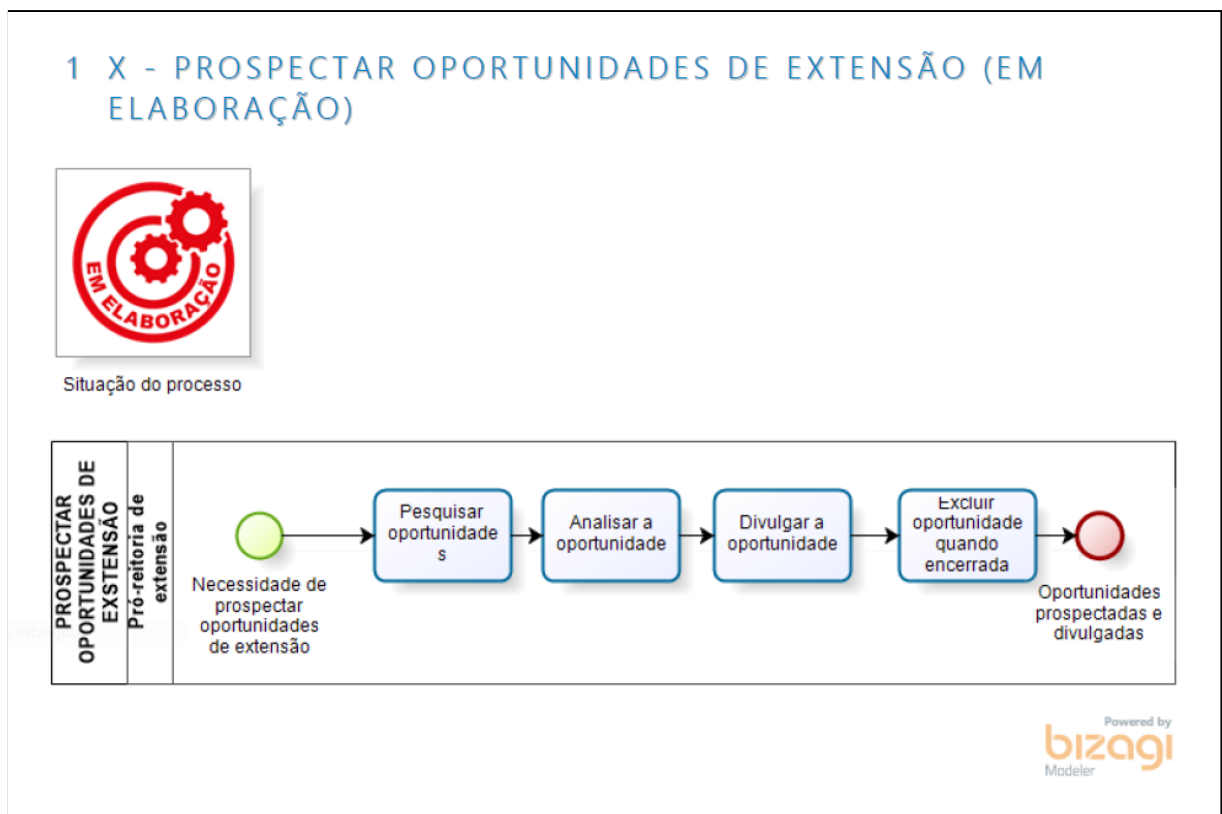 1 X - PROSPECTAR OPORTUNIDADES DE EXTENSÃO (EM
ELABORAÇÃO)
EM ELABORAÇÃO
Situação do processo
PROSPECTAR
OPORTUNIDADES DE
EXSTENSÃO
Pró-reitoria de
extensão
Necessidade de
prospectar
oportunidades
de extensão
Pesquisar
oportunidade
s
Analisar a
oportunidade
Divulgar a
oportunidade
Excluir
oportunidade
quando
encerrada
Oportunidades
prospectadas e
divulgadas
Powered by
bizagi
Modeler